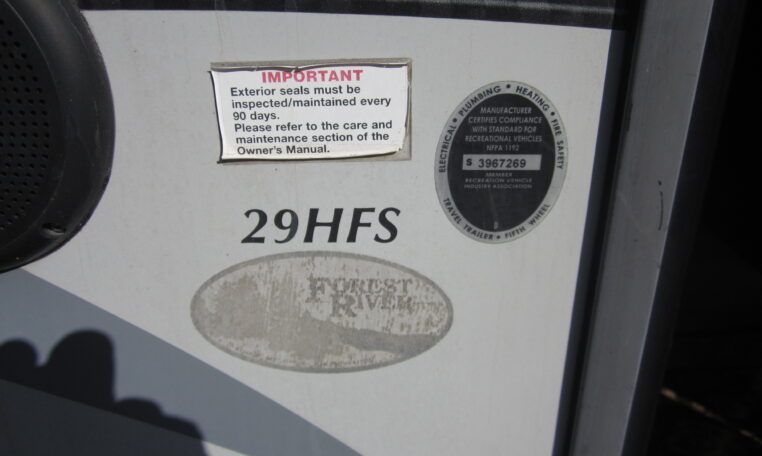 IMPORTANT
Exterior seals must be
inspected/maintained every
90 days.
Please refer to the care and
maintenance section of the
Owner's Manual.
ELECTRICAL • PLUMBING • HEATING • FIRE SAFETY
MANUFACTURER
CERTIFIES COMPLIANCE
WITH STANDARD FOR
RECREATIONAL VEHICLES
NFPA 1192
S 3967269
MEMBER
RECREATION VEHICLE
INDUSTRY ASSOCIATION
TRAVEL TRAILER • FIFTH WHEEL
29HFS
FOREST
RIVER